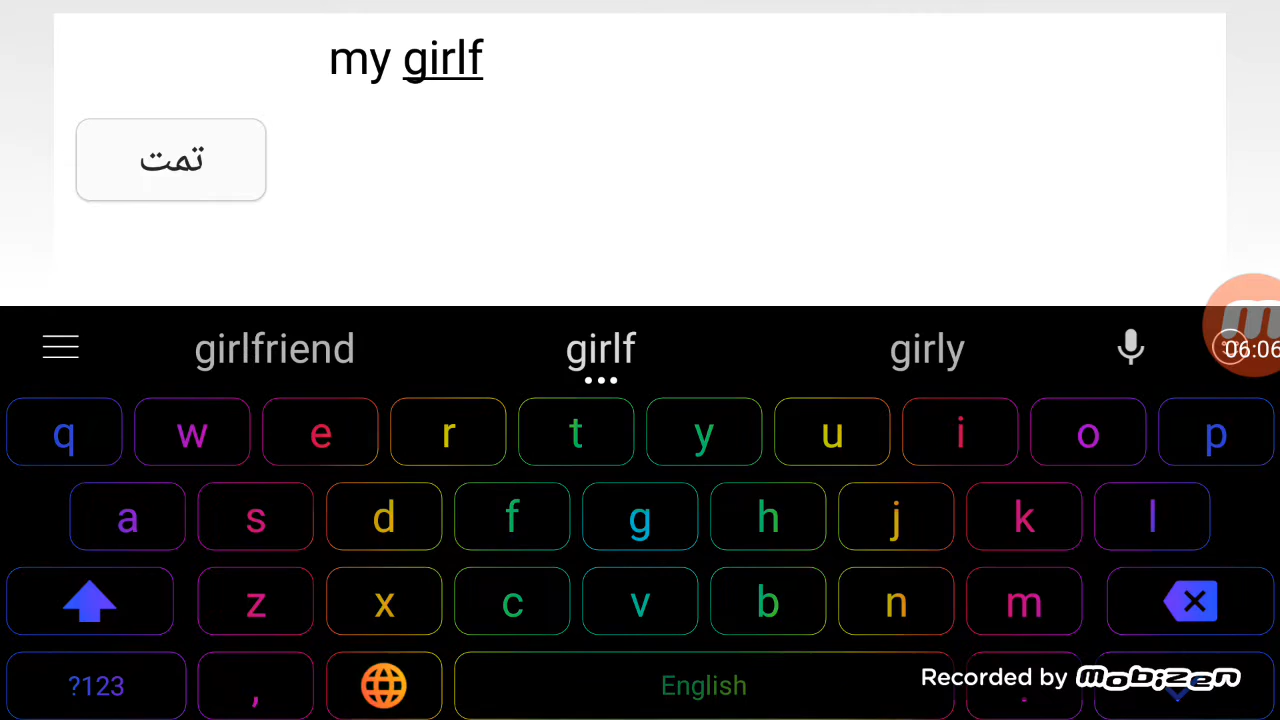 my girlf
تمت
girlfriend girlf girly
06:06
q w e r t y u i o p
a s d f g h j k l
z x c v b n m
?123 , English .
Recorded by mobizen